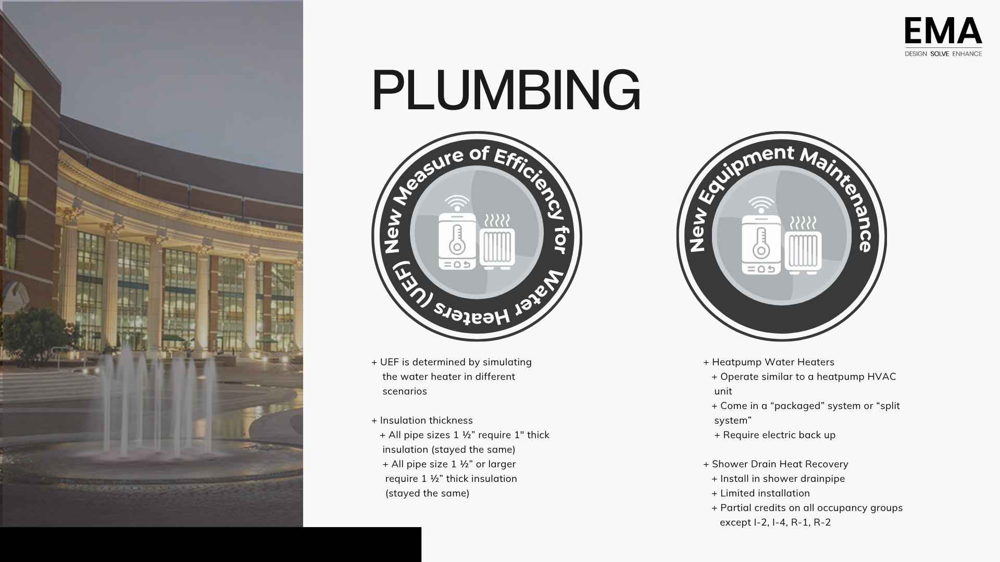 EMA
DESIGN SOLVE ENHANCE
PLUMBING
New Measure of Efficiency for Water Heaters (UEF)
New Equipment Maintenance
+ UEF is determined by simulating
the water heater in different
scenarios
+ Insulation thickness
+ All pipe sizes 1 ½” require 1" thick
insulation (stayed the same)
+ All pipe size 1 ½” or larger
require 1 ½” thick insulation
(stayed the same)
+ Heatpump Water Heaters
+ Operate similar to a heatpump HVAC
unit
+ Come in a “packaged” system or “split
system”
+ Require electric back up
+ Shower Drain Heat Recovery
+ Install in shower drainpipe
+ Limited installation
+ Partial credits on all occupancy groups
except I-2, I-4, R-1, R-2